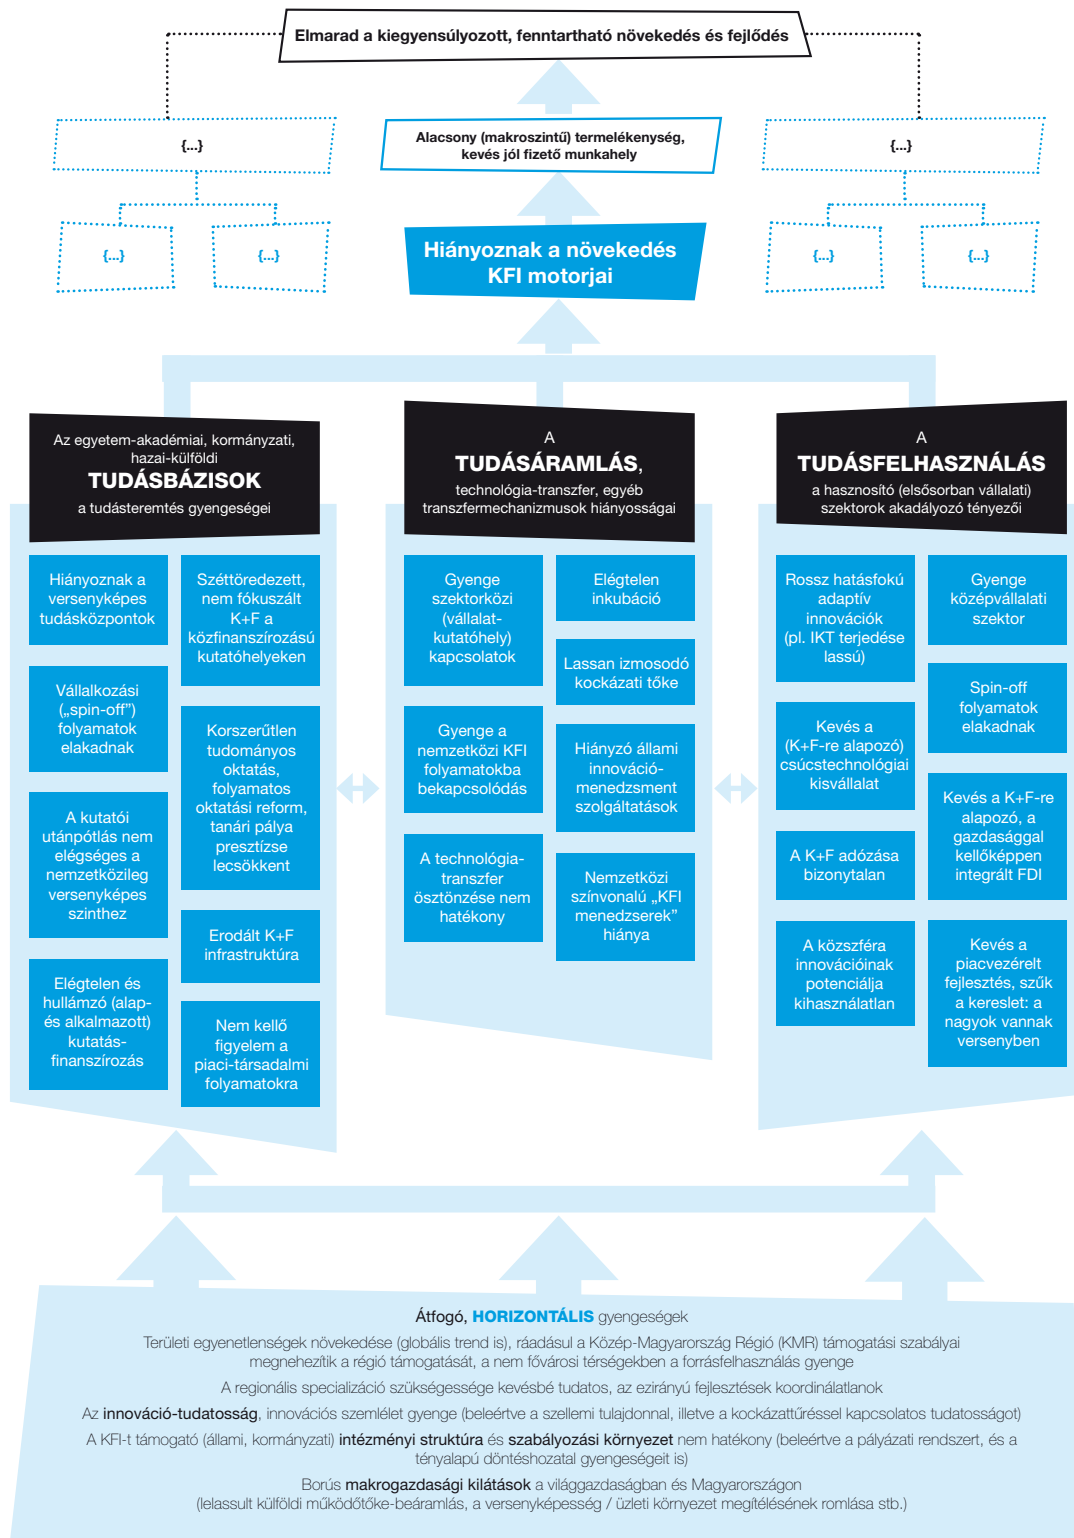 Elmarad a kiegyensúlyozott, fenntartható növekedés és fejlődés
{...}
Alacsony (makroszintű) termelékenység,
kevés jól fizető munkahely
{...}
{...}
{...}
Hiányoznak a növekedés
KFI motorjai
{...}
{...}
Az egyetem-akadémiai, kormányzati,
hazai-külföldi
TUDÁSBÁZISOK
a tudásteremtés gyengeségei
Hiányoznak a
versenyképes
tudásközpontok
Vállalkozási
(„spin-off”)
folyamatok
elakadnak
A kutatói
utánpótlás nem
elégséges a
nemzetközileg
versenyképes
szinthez
Elégtelen és
hullámzó (alap-
és alkalmazott)
kutatás-
finanszírozás
Széttöredezett,
nem fókuszált
K+F a
közfinanszírozású
kutatóhelyeken
Korszerűtlen
tudományos
oktatás,
folyamatos
oktatási reform,
tanári pálya
presztízse
lecsökkent
Erodált K+F
infrastruktúra
Nem kellő
figyelem a
piaci-társadalmi
folyamatokra
A
TUDÁSÁRAMLÁS,
technológia-transzfer, egyéb
transzfermechanizmusok hiányosságai
Gyenge
szektorközi
(vállalat-
kutatóhely)
kapcsolatok
Gyenge a
nemzetközi KFI
folyamatokba
bekapcsolódás
A technológia-
transzfer
ösztönzése nem
hatékony
Elégtelen
inkubáció
Lassan izmosodó
kockázati tőke
Hiányzó állami
innováció-
menedzsment
szolgáltatások
Nemzetközi
színvonalú „KFI
menedzserek”
hiánya
A
TUDÁSFELHASZNÁLÁS
a hasznosító (elsősorban vállalati)
szektorok akadályozó tényezői
Rossz hatásfokú
adaptív
innovációk
(pl. IKT terjedése
lassú)
Kevés a
(K+F-re alapozó)
csúcstechnológiai
kisvállalat
A K+F adózása
bizonytalan
A közszféra
innovációinak
potenciálja
kihasználatlan
Gyenge
középvállalati
szektor
Spin-off
folyamatok
elakadnak
Kevés a K+F-re
alapozó, a
gazdasággal
kellőképpen
integrált FDI
Kevés a
piacvezérelt
fejlesztés, szűk
a kereslet: a
nagyok vannak
versenyben
Átfogó, HORIZONTÁLIS gyengeségek
Területi egyenetlenségek növekedése (globális trend is), ráadásul a Közép-Magyarország Régió (KMR) támogatási szabályai
megnehezítik a régió támogatását, a nem fővárosi térségekben a forrásfelhasználás gyenge
A regionális specializáció szükségessége kevésbé tudatos, az ezirányú fejlesztések koordinálatlanok
Az innováció-tudatosság, innovációs szemlélet gyenge (beleértve a szellemi tulajdonnal, illetve a kockázattűréssel kapcsolatos tudatosságot)
A KFI-t támogató (állami, kormányzati) intézményi struktúra és szabályozási környezet nem hatékony (beleértve a pályázati rendszert, és a
tényalapú döntéshozatal gyengeségeit is)
Borús makrogazdasági kilátások a világgazdaságban és Magyarországon
(lelassult külföldi működőtőke-beáramlás, a versenyképesség / üzleti környezet megítélésének romlása stb.)